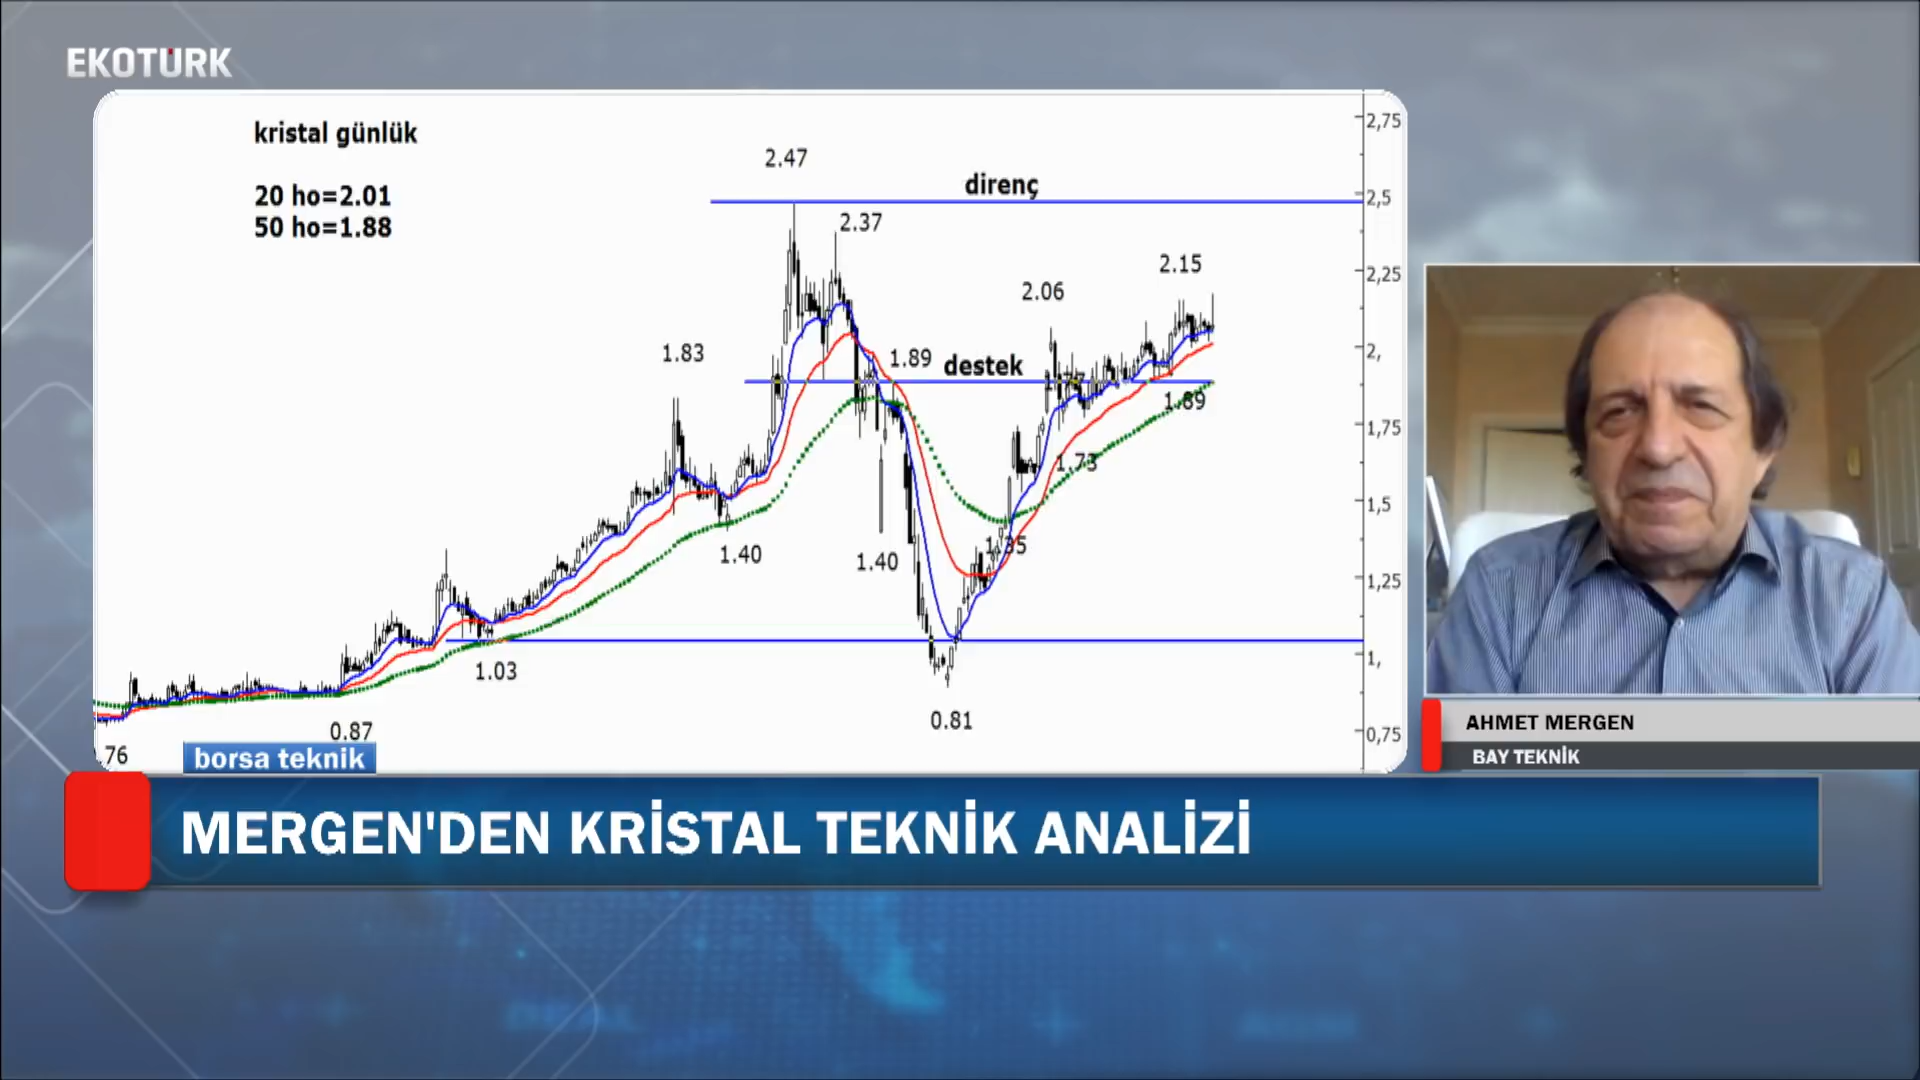 EKOTÜRK
kristal günlük
20 ho=2.01
50 ho=1.88
2.47
direnç
2.37
2.15
2.06
1.83
1.89
destek
1.89
1.73
1.40
1.40
1.35
1.03
0.81
0.87
76
2,75
2,5
2,25
2,
1,75
1,5
1,25
1,
0,75
borsa teknik
MERGEN'DEN KRİSTAL TEKNİK ANALİZİ
AHMET MERGEN
BAY TEKNİK